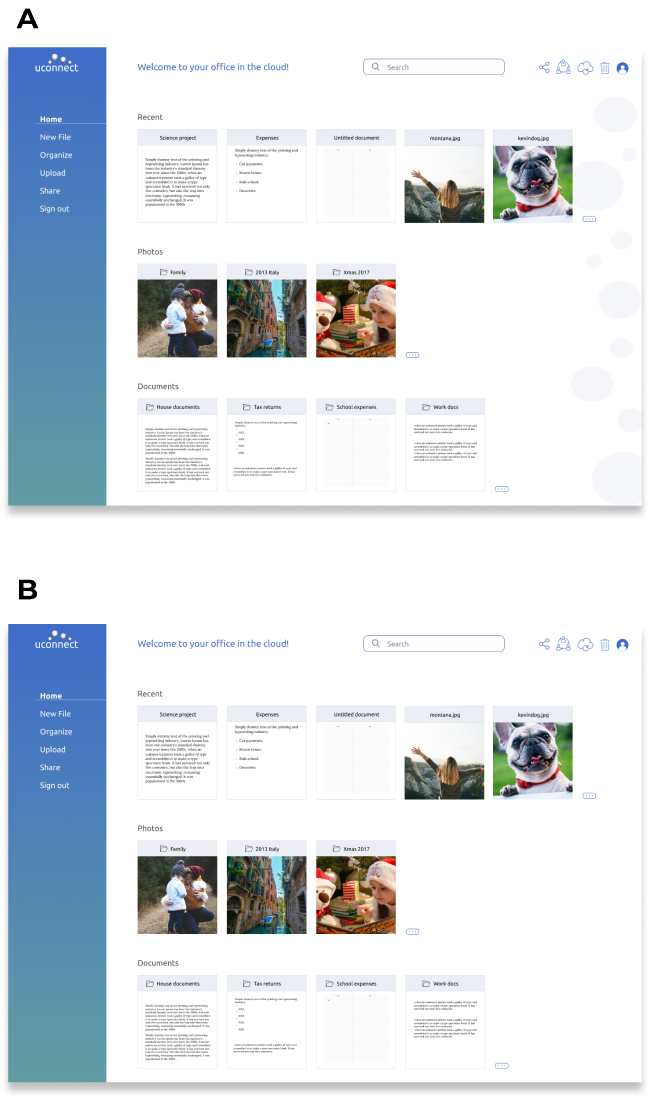 A
uconnect
Welcome to your office in the cloud!
Search
Home
New File
Organize
Upload
Share
Sign out
Recent
Science project
Expenses
Untitled document
montana.jpg
kevindog.jpg
Simply dummy text of the printing and
typesetting industry. Lorem Ipsum has
been the industry's standard dummy
text ever since the 1500s, when an
unknown printer took a galley of type
and scrambled it to make a type
specimen book. It has survived not only
five centuries, but also the leap into
electronic typesetting, remaining
essentially unchanged. It was
popularised in the 1960s
Simply dummy text of the printing and
typesetting industry.
Car payments
House loans
Kids school
Groceries
Photos
Family
2013 Italy
Xmas 2017
Documents
House documents
Tax returns
School expenses
Work docs
B
uconnect
Welcome to your office in the cloud!
Search
Home
New File
Organize
Upload
Share
Sign out
Recent
Science project
Expenses
Untitled document
montana.jpg
kevindog.jpg
Simply dummy text of the printing and
typesetting industry. Lorem Ipsum has
been the industry's standard dummy
text ever since the 1500s, when an
unknown printer took a galley of type
and scrambled it to make a type
specimen book. It has survived not only
five centuries, but also the leap into
electronic typesetting, remaining
essentially unchanged. It was
popularised in the 1960s
Simply dummy text of the printing and
typesetting industry.
Car payments
House loans
Kids school
Groceries
Photos
Family
2013 Italy
Xmas 2017
Documents
House documents
Tax returns
School expenses
Work docs